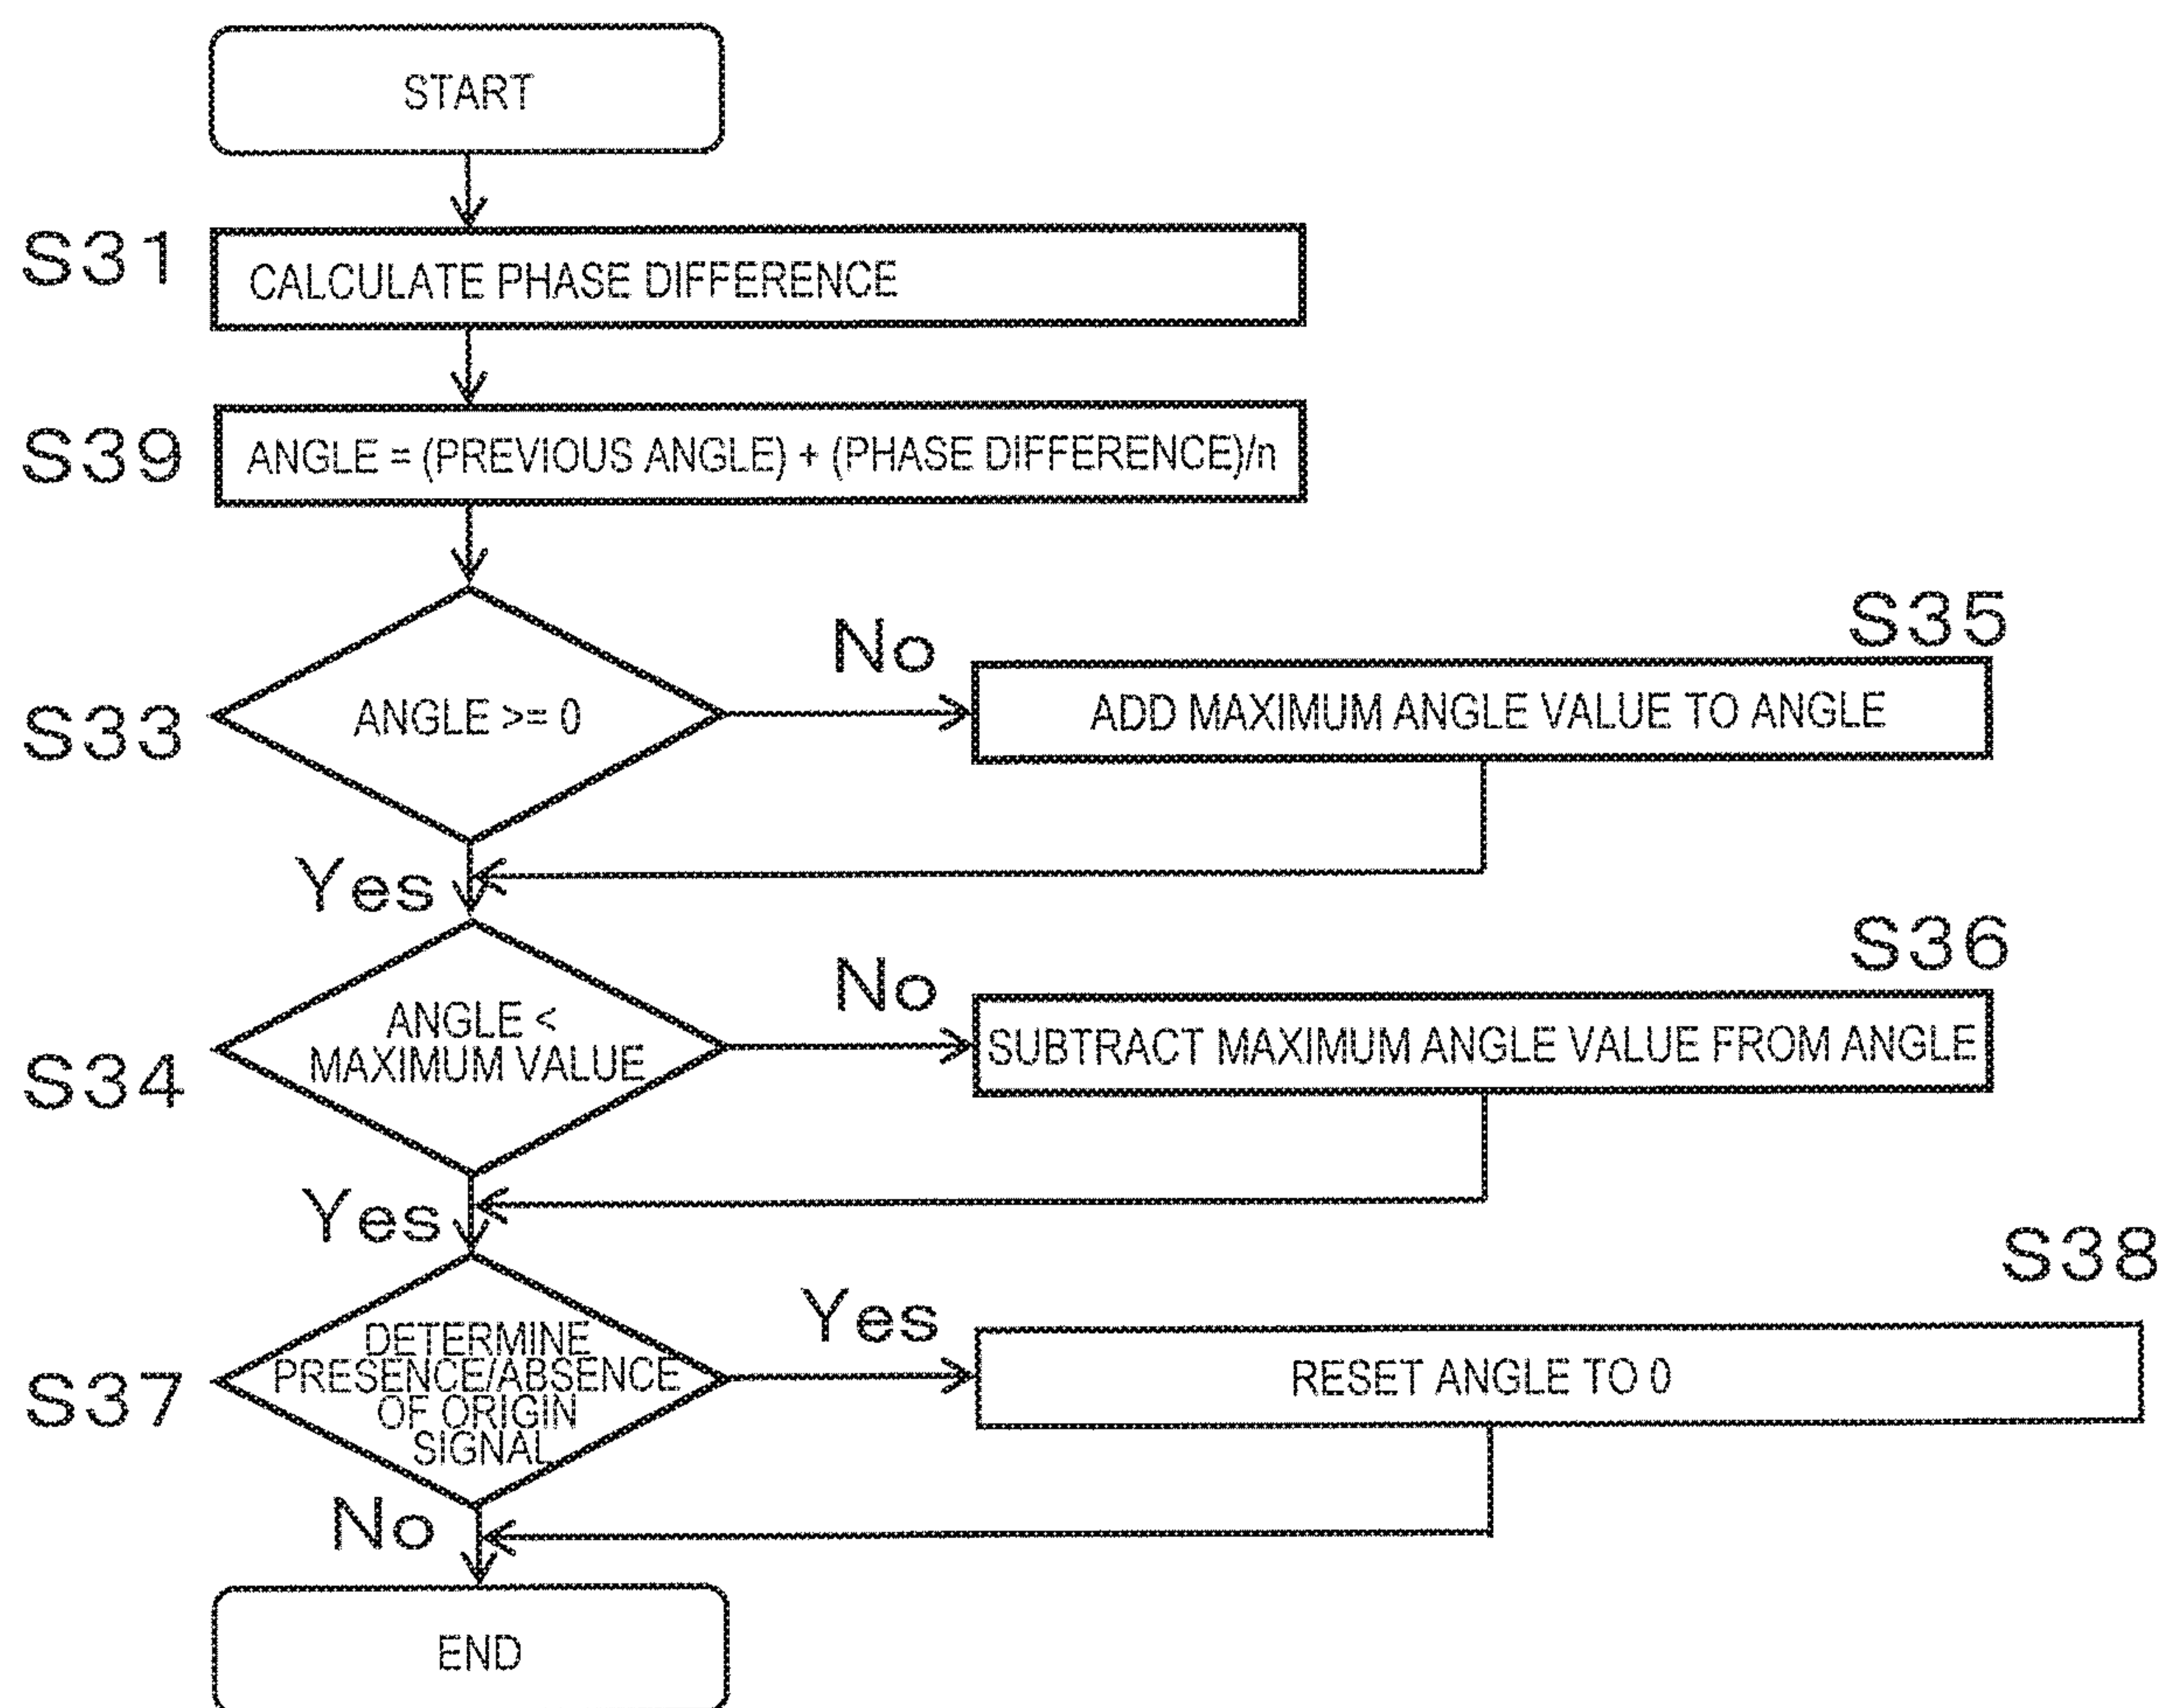 START
S31
CALCULATE PHASE DIFFERENCE
S39
ANGLE = (PREVIOUS ANGLE) + (PHASE DIFFERENCE)/n
S33
ANGLE >= 0
No
S35
ADD MAXIMUM ANGLE VALUE TO ANGLE
Yes
S34
ANGLE <
MAXIMUM VALUE
No
S36
SUBTRACT MAXIMUM ANGLE VALUE FROM ANGLE
Yes
S37
DETERMINE
PRESENCE/ABSENCE
OF ORIGIN
SIGNAL
Yes
S38
RESET ANGLE TO 0
No
END